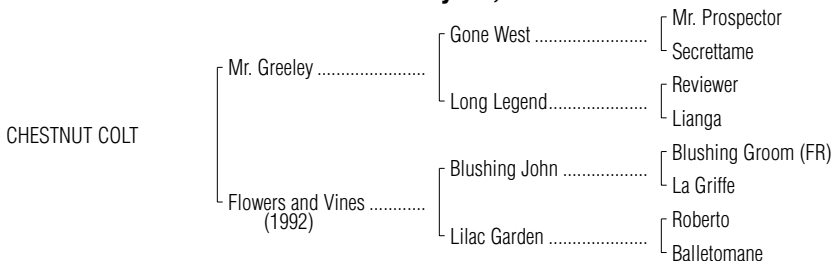 Mr. Prospector
Gone West ........................
Secrettame
Mr. Greeley .......................
Reviewer
Long Legend.....................
Lianga
CHESTNUT COLT
Blushing Groom (FR)
Blushing John ..................
La Griffe
Flowers and Vines ............
(1992)
Roberto
Lilac Garden ......................
Balletomane